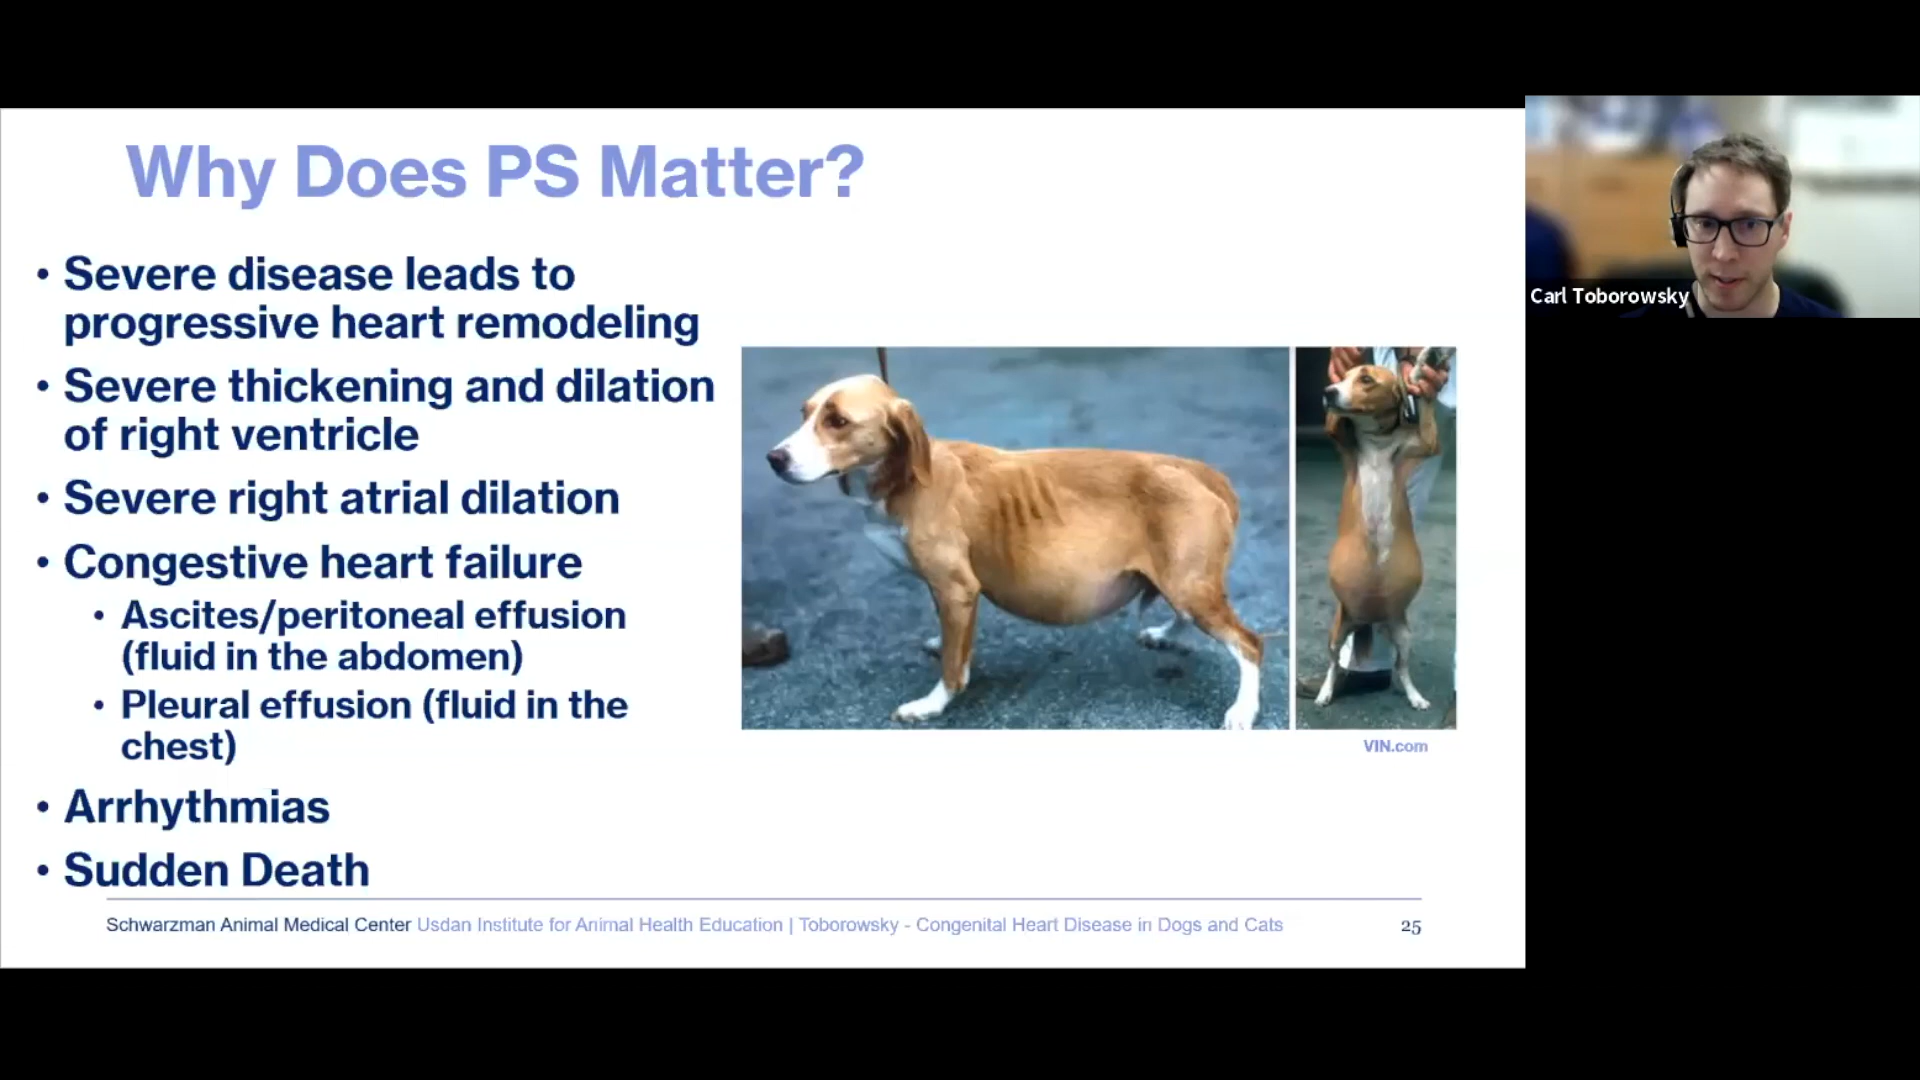 Why Does PS Matter?
• Severe disease leads to
progressive heart remodeling
• Severe thickening and dilation
of right ventricle
• Severe right atrial dilation
• Congestive heart failure
• Ascites/peritoneal effusion
(fluid in the abdomen)
• Pleural effusion (fluid in the
chest)
• Arrhythmias
• Sudden Death
VIN.com
Schwarzman Animal Medical Center Usdan Institute for Animal Health Education | Toborowsky - Congenital Heart Disease in Dogs and Cats 25
Carl Toborowsky